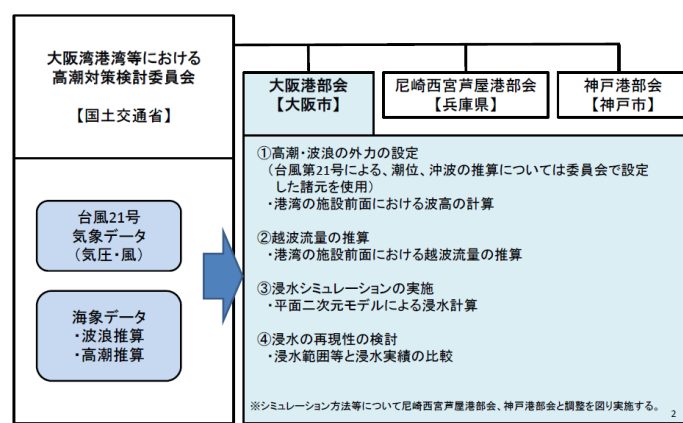 大阪湾港湾等における
高潮対策検討委員会
【国土交通省】
大阪港部会
【大阪市】
尼崎西宮芦屋港部会
【兵庫県】
神戸港部会
【神戸市】
台風21号
気象データ
(気圧・風)
海象データ
・波浪推算
・高潮推算
①高潮・波浪の外力の設定
(台風第21号による、潮位、沖波の推算については委員会で設定
した諸元を使用)
・港湾の施設前面における波高の計算
②越波流量の推算
・港湾の施設前面における越波流量の推算
③浸水シミュレーションの実施
・平面二次元モデルによる浸水計算
④浸水の再現性の検討
・浸水範囲等と浸水実績の比較
※シミュレーション方法等について尼崎西宮芦屋港部会、神戸港部会と調整を図り実施する。
2